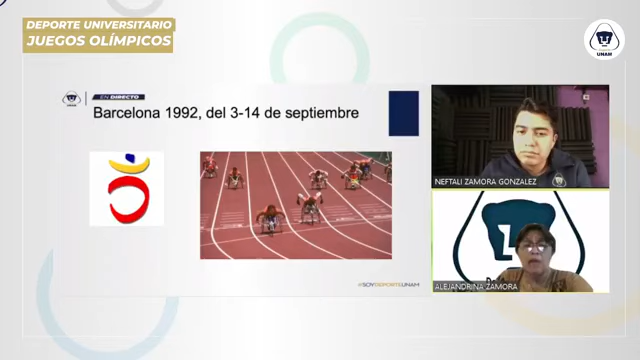 DEPORTE UNIVERSITARIO
JUEGOS OLÍMPICOS
UNAM
UNAM
EN DIRECTO
Barcelona 1992, del 3-14 de septiembre
#SOYDEPORTEUNAM
NEFTALI ZAMORA GONZALEZ
ALEJANDRINA ZAMORA